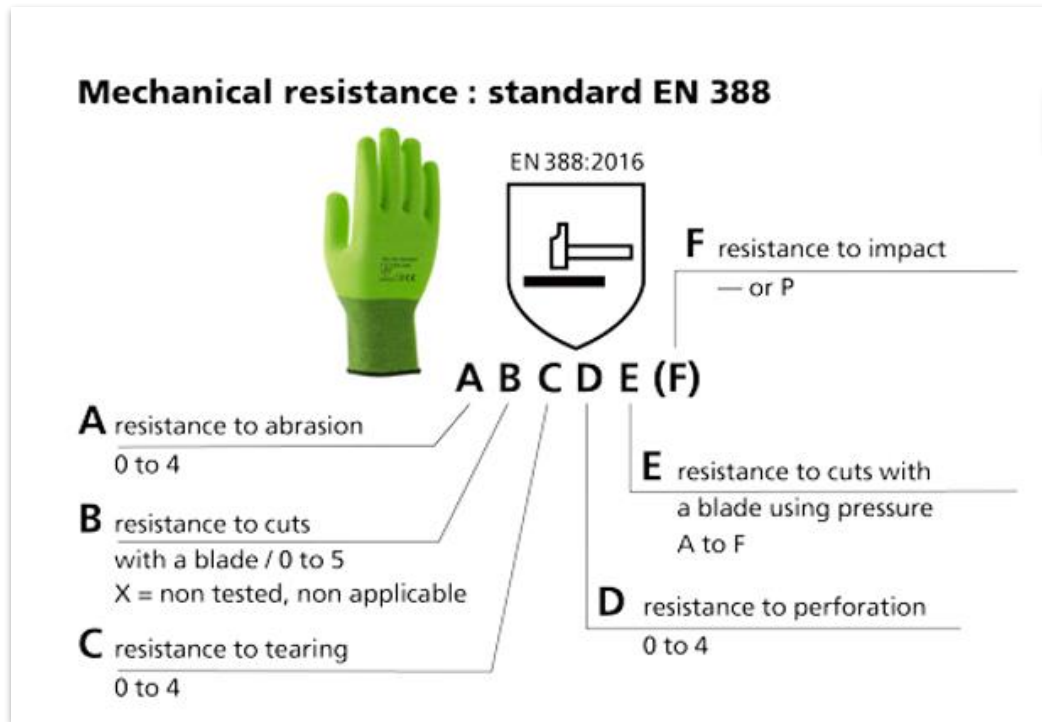 Mechanical resistance : standard EN 388
EN 388:2016
F resistance to impact
— or P
A B C D E (F)
A resistance to abrasion
0 to 4
B resistance to cuts
with a blade / 0 to 5
X = non tested, non applicable
C resistance to tearing
0 to 4
E resistance to cuts with
a blade using pressure
A to F
D resistance to perforation
0 to 4